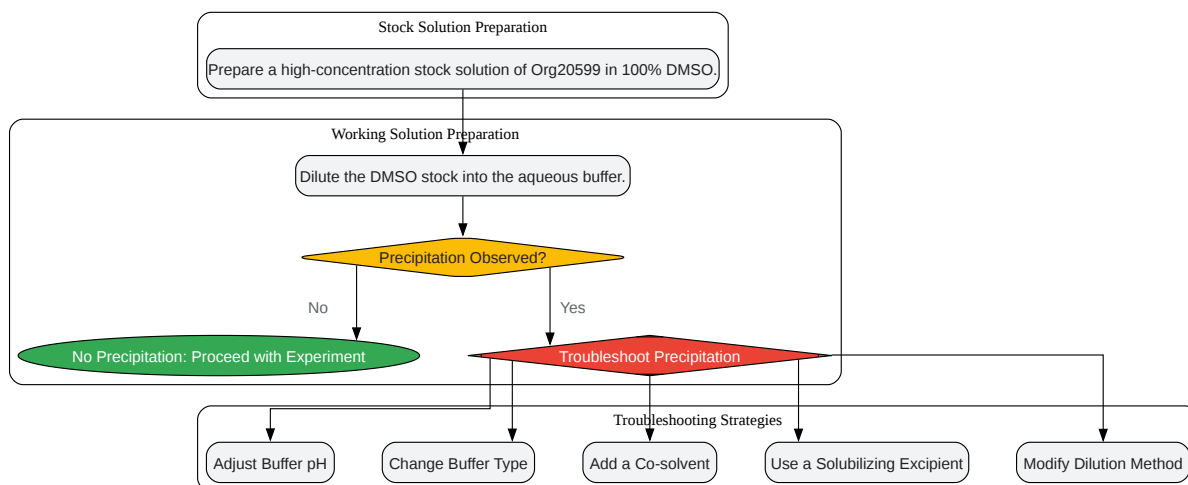 Stock Solution Preparation
Prepare a high-concentration stock solution of Org20599 in 100% DMSO.
Working Solution Preparation
Dilute the DMSO stock into the aqueous buffer.
Precipitation Observed?
No
Yes
No Precipitation: Proceed with Experiment
Troubleshoot Precipitation
Troubleshooting Strategies
Adjust Buffer pH
Change Buffer Type
Add a Co-solvent
Use a Solubilizing Excipient
Modify Dilution Method